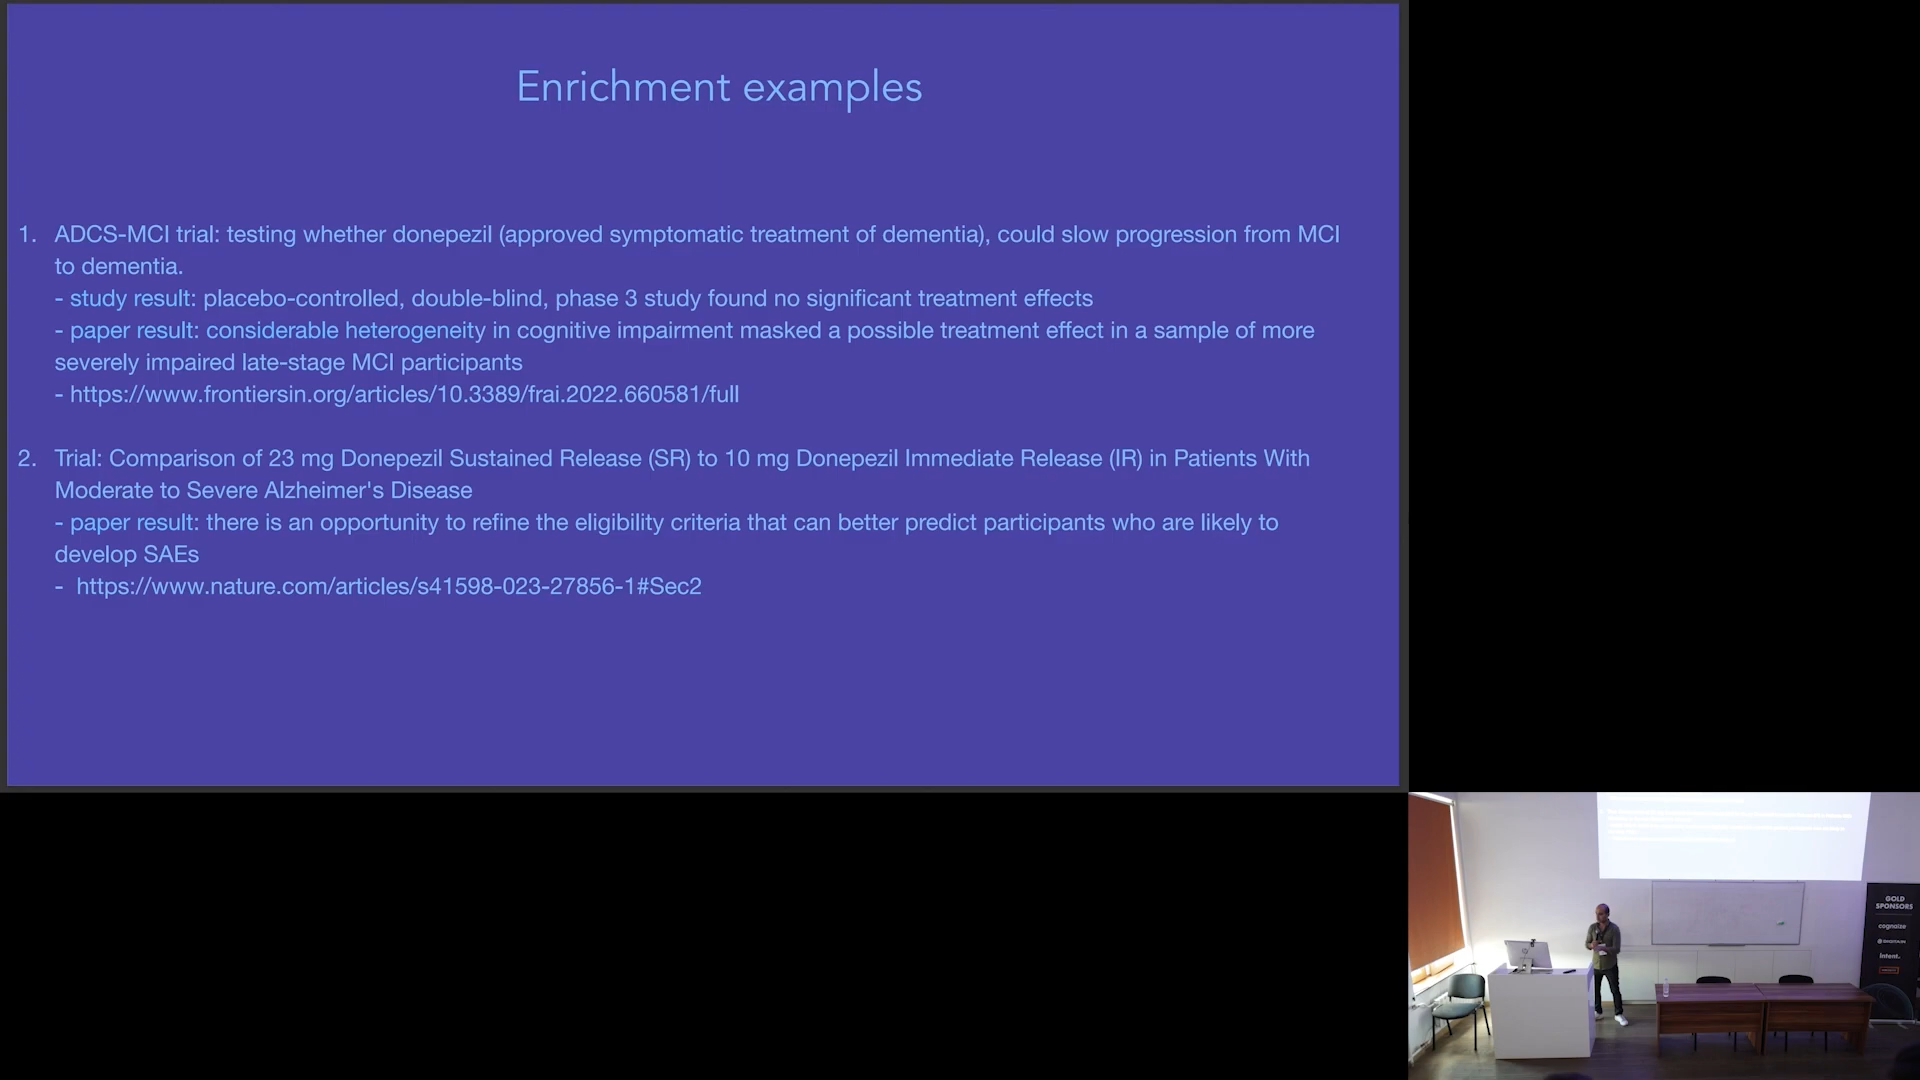 Enrichment examples
1. ADCS-MCI trial: testing whether donepezil (approved symptomatic treatment of dementia), could slow progression from MCI
to dementia.
- study result: placebo-controlled, double-blind, phase 3 study found no significant treatment effects
- paper result: considerable heterogeneity in cognitive impairment masked a possible treatment effect in a sample of more
severely impaired late-stage MCI participants
- https://www.frontiersin.org/articles/10.3389/frai.2022.660581/full
2. Trial: Comparison of 23 mg Donepezil Sustained Release (SR) to 10 mg Donepezil Immediate Release (IR) in Patients With
Moderate to Severe Alzheimer's Disease
- paper result: there is an opportunity to refine the eligibility criteria that can better predict participants who are likely to
develop SAEs
- https://www.nature.com/articles/s41598-023-27856-1#Sec2
GOLD
SPONSORS
cognaize
intent.